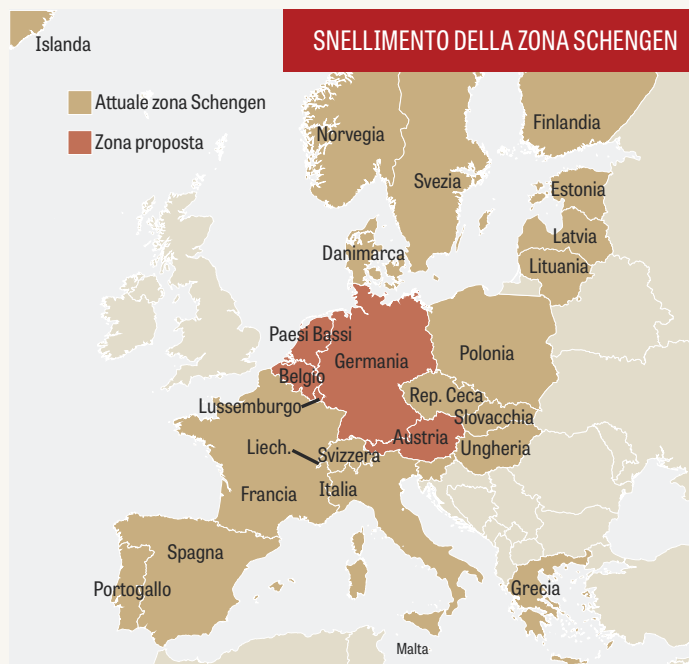 SNELLIMENTO DELLA ZONA SCHENGEN
Islanda
Attuale zona Schengen
Zona proposta
Norvegia
Finlandia
Svezia
Estonia
Latvia
Lituania
Danimarca
Paesi Bassi
Germania
Polonia
Belgio
Rep. Ceca
Lussemburgo
Slovacchia
Austria
Liech.
Svizzera
Ungheria
Francia
Italia
Spagna
Portogallo
Grecia
Malta